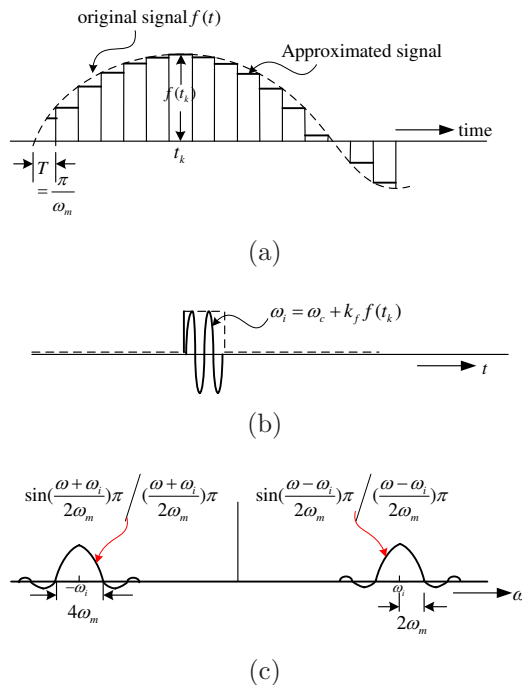 original signal f(t)
Approximated signal
f(t_k)
time
T
t_k
= π/ω_m
(a)
ω_i = ω_c + k_f f(t_k)
t
(b)
sin((ω + ω_i)/2ω_m)π / ((ω + ω_i)/2ω_m)π
sin((ω − ω_i)/2ω_m)π / ((ω − ω_i)/2ω_m)π
−ω_i
ω_i
ω
4ω_m
2ω_m
(c)